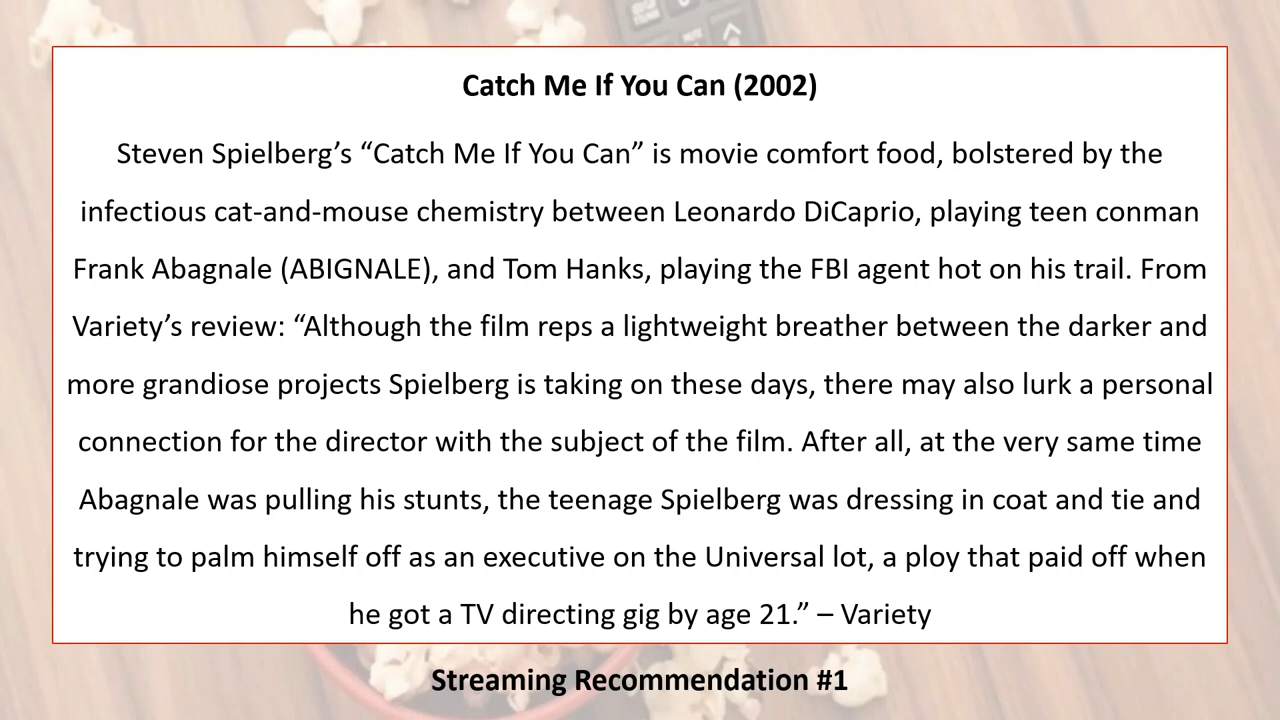 Catch Me If You Can (2002)
Steven Spielberg’s “Catch Me If You Can” is movie comfort food, bolstered by the
infectious cat-and-mouse chemistry between Leonardo DiCaprio, playing teen conman
Frank Abagnale (ABIGNALE), and Tom Hanks, playing the FBI agent hot on his trail. From
Variety’s review: “Although the film reps a lightweight breather between the darker and
more grandiose projects Spielberg is taking on these days, there may also lurk a personal
connection for the director with the subject of the film. After all, at the very same time
Abagnale was pulling his stunts, the teenage Spielberg was dressing in coat and tie and
trying to palm himself off as an executive on the Universal lot, a ploy that paid off when
he got a TV directing gig by age 21.” – Variety
Streaming Recommendation #1